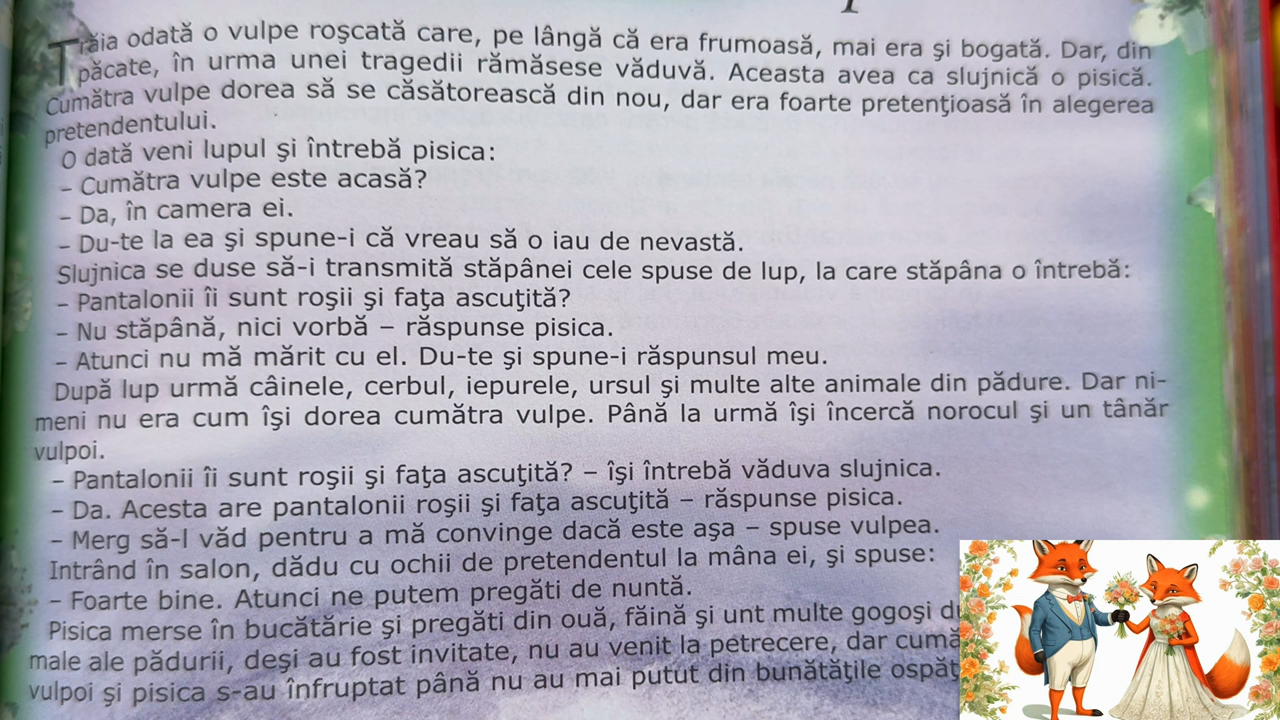 Trăia odată o vulpe roşcată care, pe lângă că era frumoasă, mai era şi bogată. Dar, din
păcate, în urma unei tragedii rămăsese văduvă. Aceasta avea ca slujnică o pisică.
Cumătra vulpe dorea să se căsătorească din nou, dar era foarte pretenţioasă în alegerea
pretendentului.
O dată veni lupul şi întrebă pisica:
– Cumătra vulpe este acasă?
– Da, în camera ei.
– Du-te la ea şi spune-i că vreau să o iau de nevastă.
Slujnica se duse să-i transmită stăpânei cele spuse de lup, la care stăpâna o întrebă:
– Pantalonii îi sunt roşii şi faţa ascuţită?
– Nu stăpână, nici vorbă – răspunse pisica.
– Atunci nu mă mărit cu el. Du-te şi spune-i răspunsul meu.
După lup urmă câinele, cerbul, iepurele, ursul şi multe alte animale din pădure. Dar ni-
meni nu era cum îşi dorea cumătra vulpe. Până la urmă îşi încercă norocul şi un tânăr
vulpoi.
– Pantalonii îi sunt roşii şi faţa ascuţită? – îşi întrebă văduva slujnica.
– Da. Acesta are pantalonii roşii şi faţa ascuţită – răspunse pisica.
– Merg să-l văd pentru a mă convinge dacă este aşa – spuse vulpea.
Intrând în salon, dădu cu ochii de pretendentul la mâna ei, şi spuse:
– Foarte bine. Atunci ne putem pregăti de nuntă.
Pisica merse în bucătărie şi pregăti din ouă, făină şi unt multe gogoşi
male ale pădurii, deşi au fost invitate, nu au venit la petrecere, dar
vulpoi şi pisica s-au înfruptat până nu au mai putut din bunătăţile